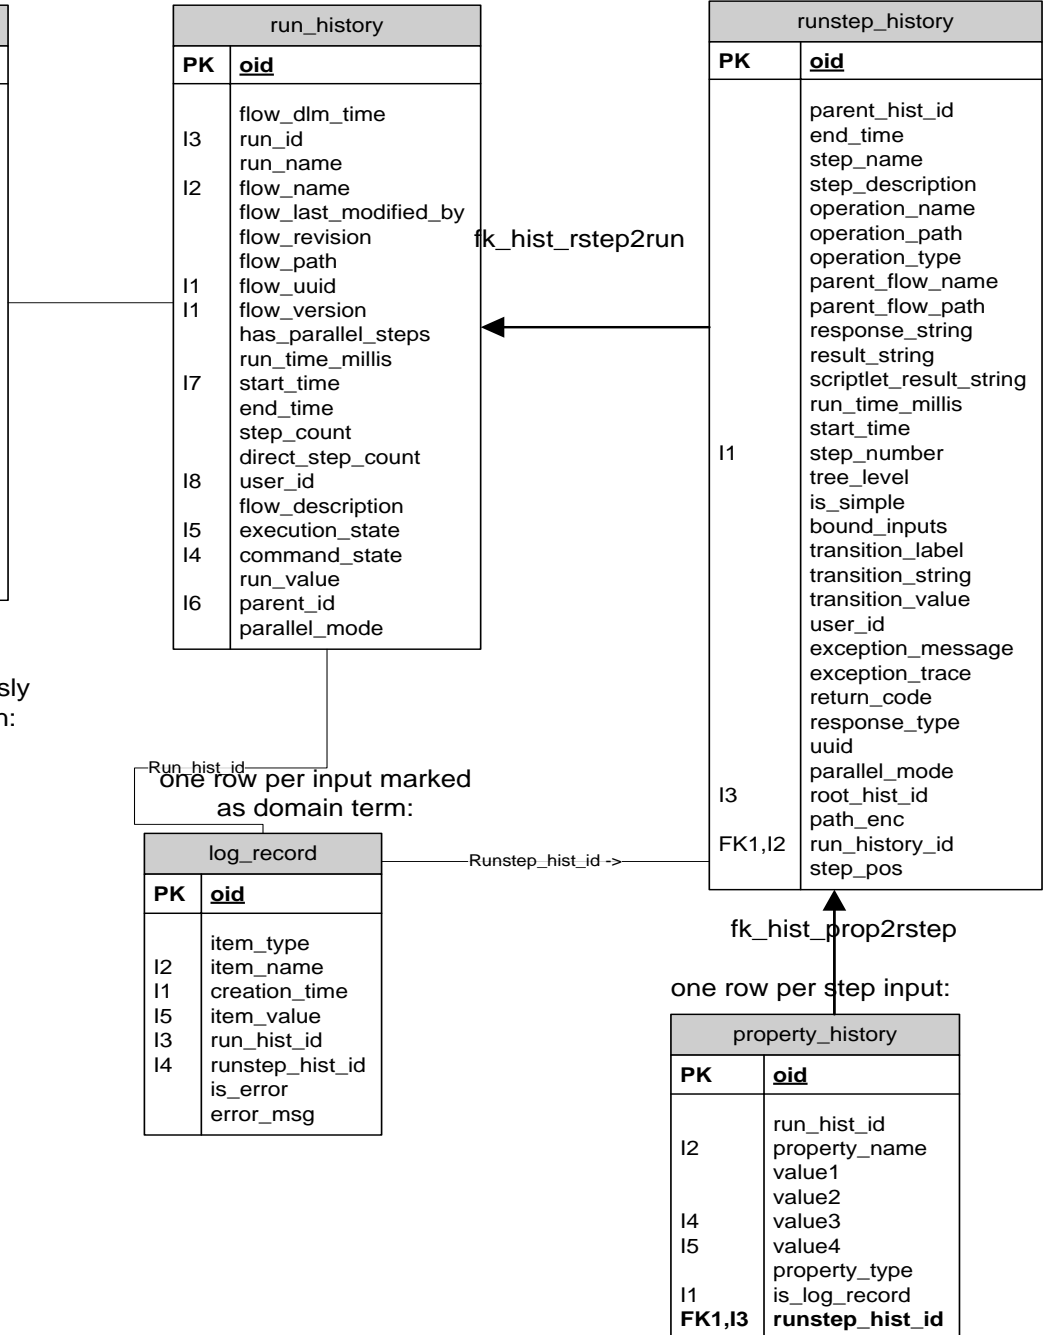 run_history
PK oid
flow_dlm_time
I3 run_id
run_name
I2 flow_name
flow_last_modified_by
flow_revision
flow_path
I1 flow_uuid
I1 flow_version
has_parallel_steps
run_time_millis
I7 start_time
end_time
step_count
direct_step_count
I8 user_id
flow_description
I5 execution_state
I4 command_state
run_value
I6 parent_id
parallel_mode
fk_hist_rstep2run
runstep_history
PK oid
parent_hist_id
end_time
step_name
step_description
operation_name
operation_path
operation_type
parent_flow_name
parent_flow_path
response_string
result_string
scriptlet_result_string
run_time_millis
start_time
I1 step_number
tree_level
is_simple
bound_inputs
transition_label
transition_string
transition_value
user_id
exception_message
exception_trace
return_code
response_type
uuid
parallel_mode
I3 root_hist_id
path_enc
FK1,I2 run_history_id
step_pos
sly
n:
Run_hist_id
one row per input marked
as domain term:
log_record
PK oid
item_type
I2 item_name
I1 creation_time
I5 item_value
I3 run_hist_id
I4 runstep_hist_id
is_error
error_msg
Runstep_hist_id ->
fk_hist_prop2rstep
one row per step input:
property_history
PK oid
run_hist_id
I2 property_name
value1
value2
I4 value3
I5 value4
property_type
I1 is_log_record
FK1,I3 runstep_hist_id